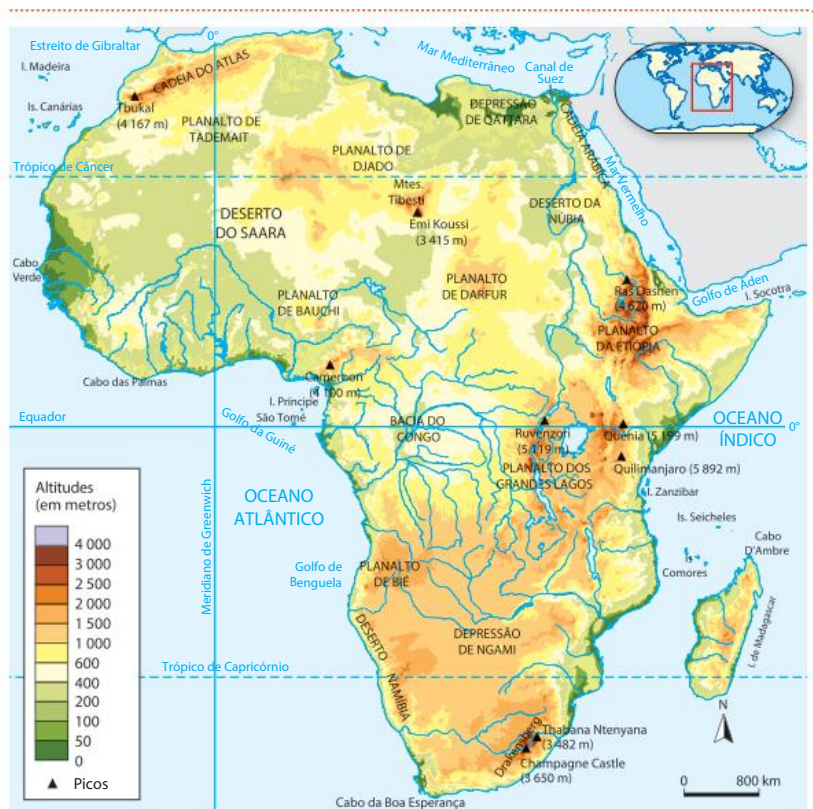 Estreito de Gibraltar
0°
Mar Mediterrâneo
Canal de
Suez
I. Madeira
CADEIA DO ATLAS
Tbukal
(4 167 m)
Is. Canárias
DEPRESSÃO
DE QATTARA
CADEIA ARÁBICA
PLANALTO DE
TADEMAIT
PLANALTO DE
DJADO
Mar Vermelho
Trópico de Câncer
Mtes.
Tibesti
DESERTO
DO SAARA
Emi Koussi
(3 415 m)
DESERTO DA
NÚBIA
Cabo
Verde
Ras Dashen
(4 620 m)
Golfo de Áden
I. Socotra
PLANALTO
DE BAUCHI
PLANALTO
DE DARFUR
PLANALTO
DA ETIÓPIA
Cabo das Palmas
Cameroon
(4 100 m)
I. Príncipe
São Tomé
Equador
Golfo da Guiné
BACIA DO
CONGO
Ruvenzori
(5 119 m)
Quênia (5 199 m)
OCEANO
ÍNDICO
0°
PLANALTO DOS
GRANDES LAGOS
Quilimanjaro (5 892 m)
I. Zanzibar
Is. Seicheles
OCEANO
ATLÂNTICO
Meridiano de Greenwich
Cabo
D'Ambre
Is
Comores
Golfo de
Benguela
PLANALTO
DE BIÉ
I. de Madagascar
DEPRESSÃO
DE NGAMI
DESERTO NAMÍBIA
Trópico de Capricórnio
N
Drakensberg
Thabana Ntenyana
(3 482 m)
Champagne Castle
(3 650 m)
Cabo da Boa Esperança
0 800 km
Altitudes
(em metros)
4 000
3 000
2 500
2 000
1 500
1 000
600
400
200
100
50
0
Picos